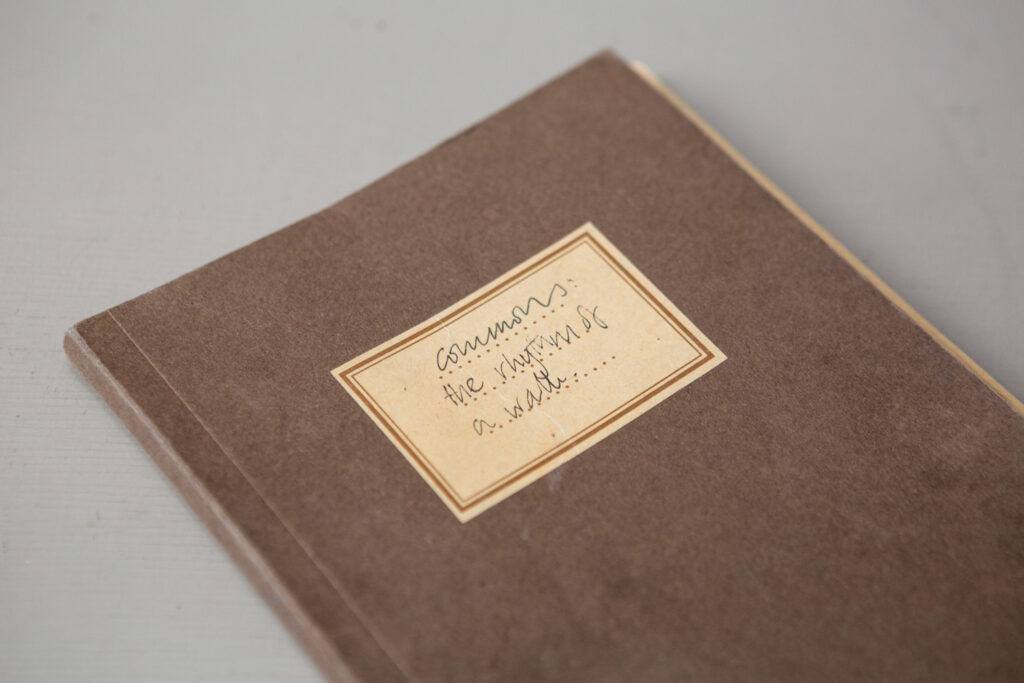 commons:
the rhythm of
a walk